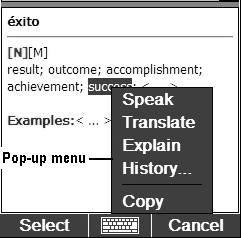 éxito
[N][M]
result; outcome; accomplishment;
achievement; success; < ... >
Examples: < ... >
Speak
Translate
Explain
History...
Copy
Pop-up menu
Select
Cancel